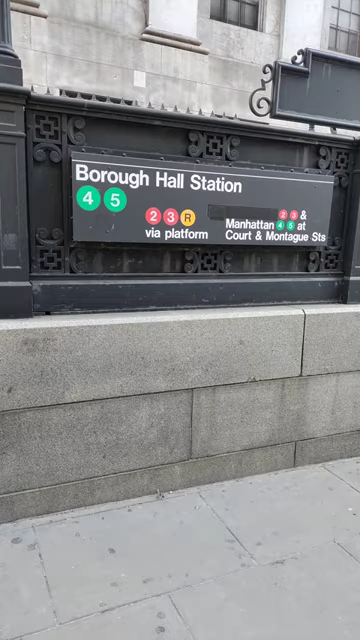 Borough Hall Station
4 5
2 3 R
via platform
2 3 &
Manhattan 4 5 at
Court & Montague Sts